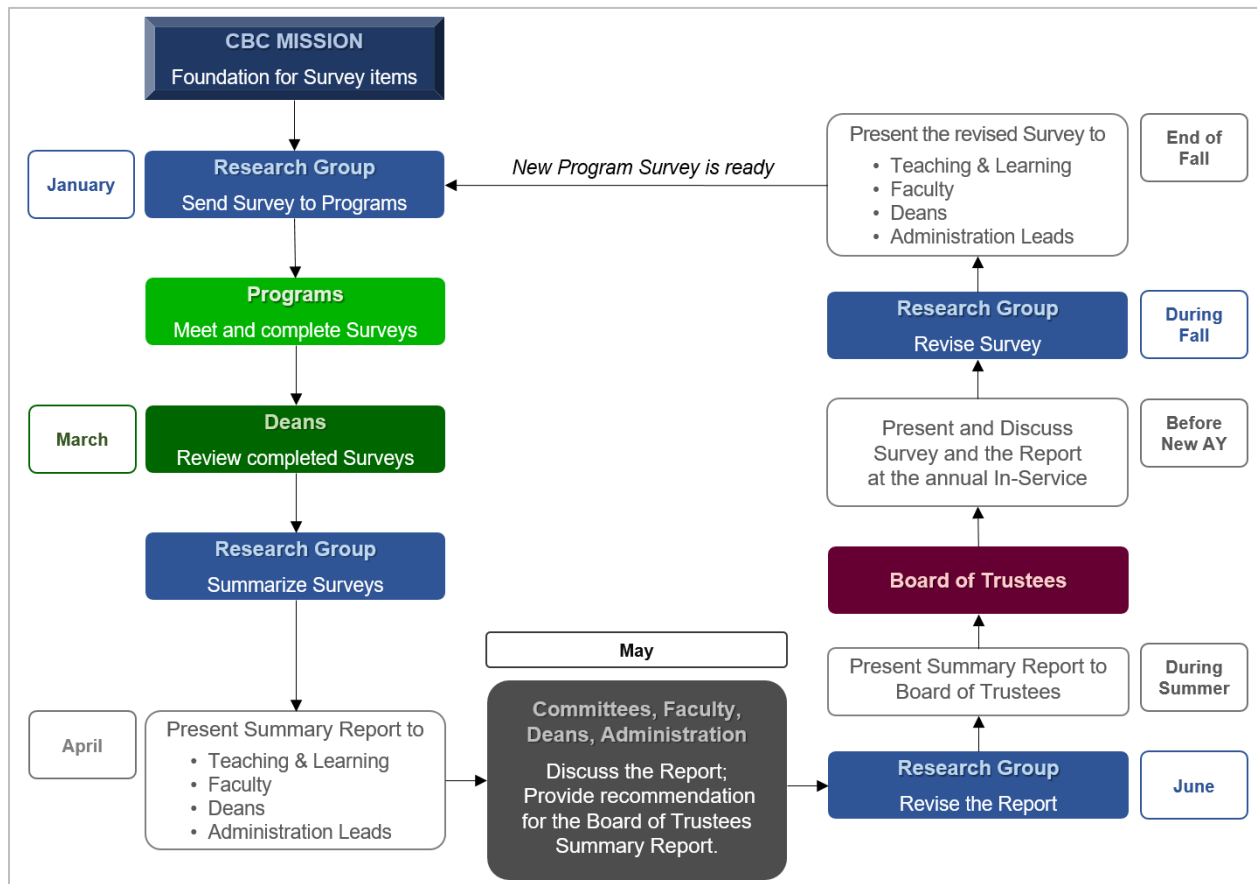 CBC MISSION
Foundation for Survey items
January
Research Group
Send Survey to Programs
Programs
Meet and complete Surveys
March
Deans
Review completed Surveys
Research Group
Summarize Surveys
April
Present Summary Report to
• Teaching & Learning
• Faculty
• Deans
• Administration Leads
May
Committees, Faculty,
Deans, Administration
Discuss the Report;
Provide recommendation
for the Board of Trustees
Summary Report.
Research Group
Revise the Report
June
Present Summary Report to
Board of Trustees
During
Summer
Board of Trustees
Present and Discuss
Survey and the Report
at the annual In-Service
Before
New AY
Research Group
Revise Survey
During
Fall
Present the revised Survey to
• Teaching & Learning
• Faculty
• Deans
• Administration Leads
End of
Fall
New Program Survey is ready